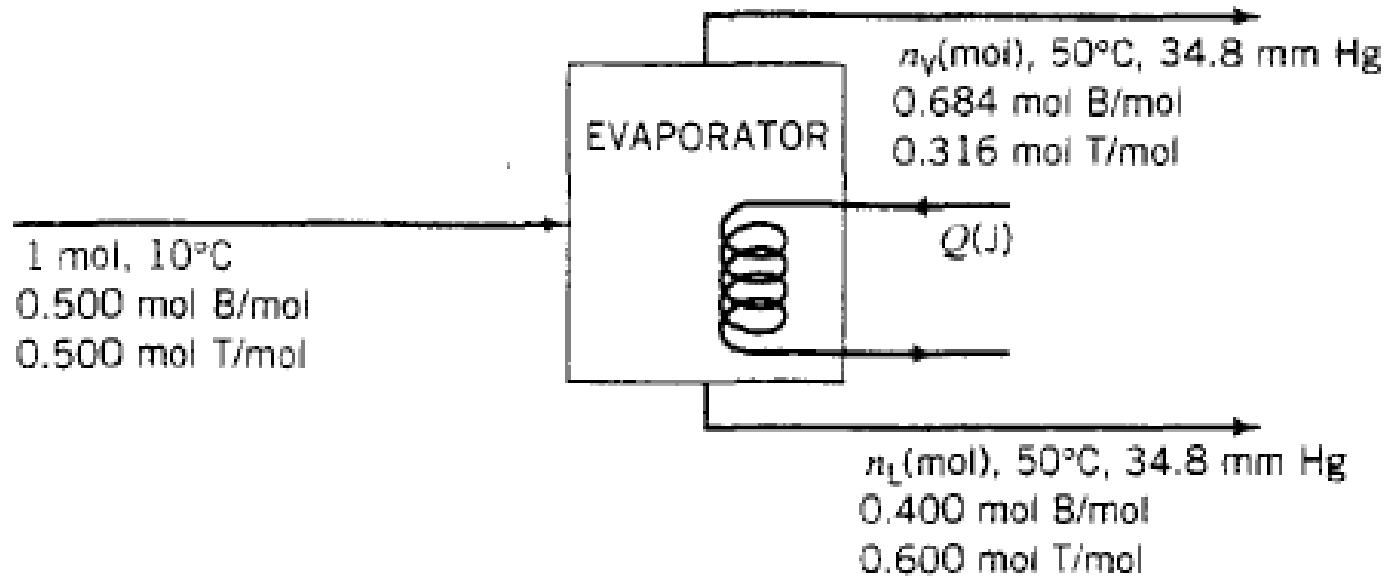 n_V(mol), 50°C, 34.8 mm Hg
0.684 mol B/mol
0.316 mol T/mol
EVAPORATOR
Q(J)
1 mol, 10°C
0.500 mol B/mol
0.500 mol T/mol
n_L(mol), 50°C, 34.8 mm Hg
0.400 mol B/mol
0.600 mol T/mol